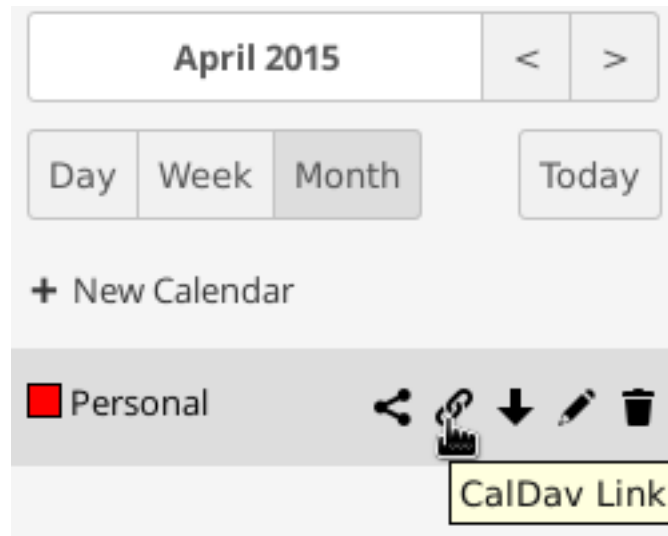 April 2015 < >
Day Week Month Today
+ New Calendar
Personal
CalDav Link